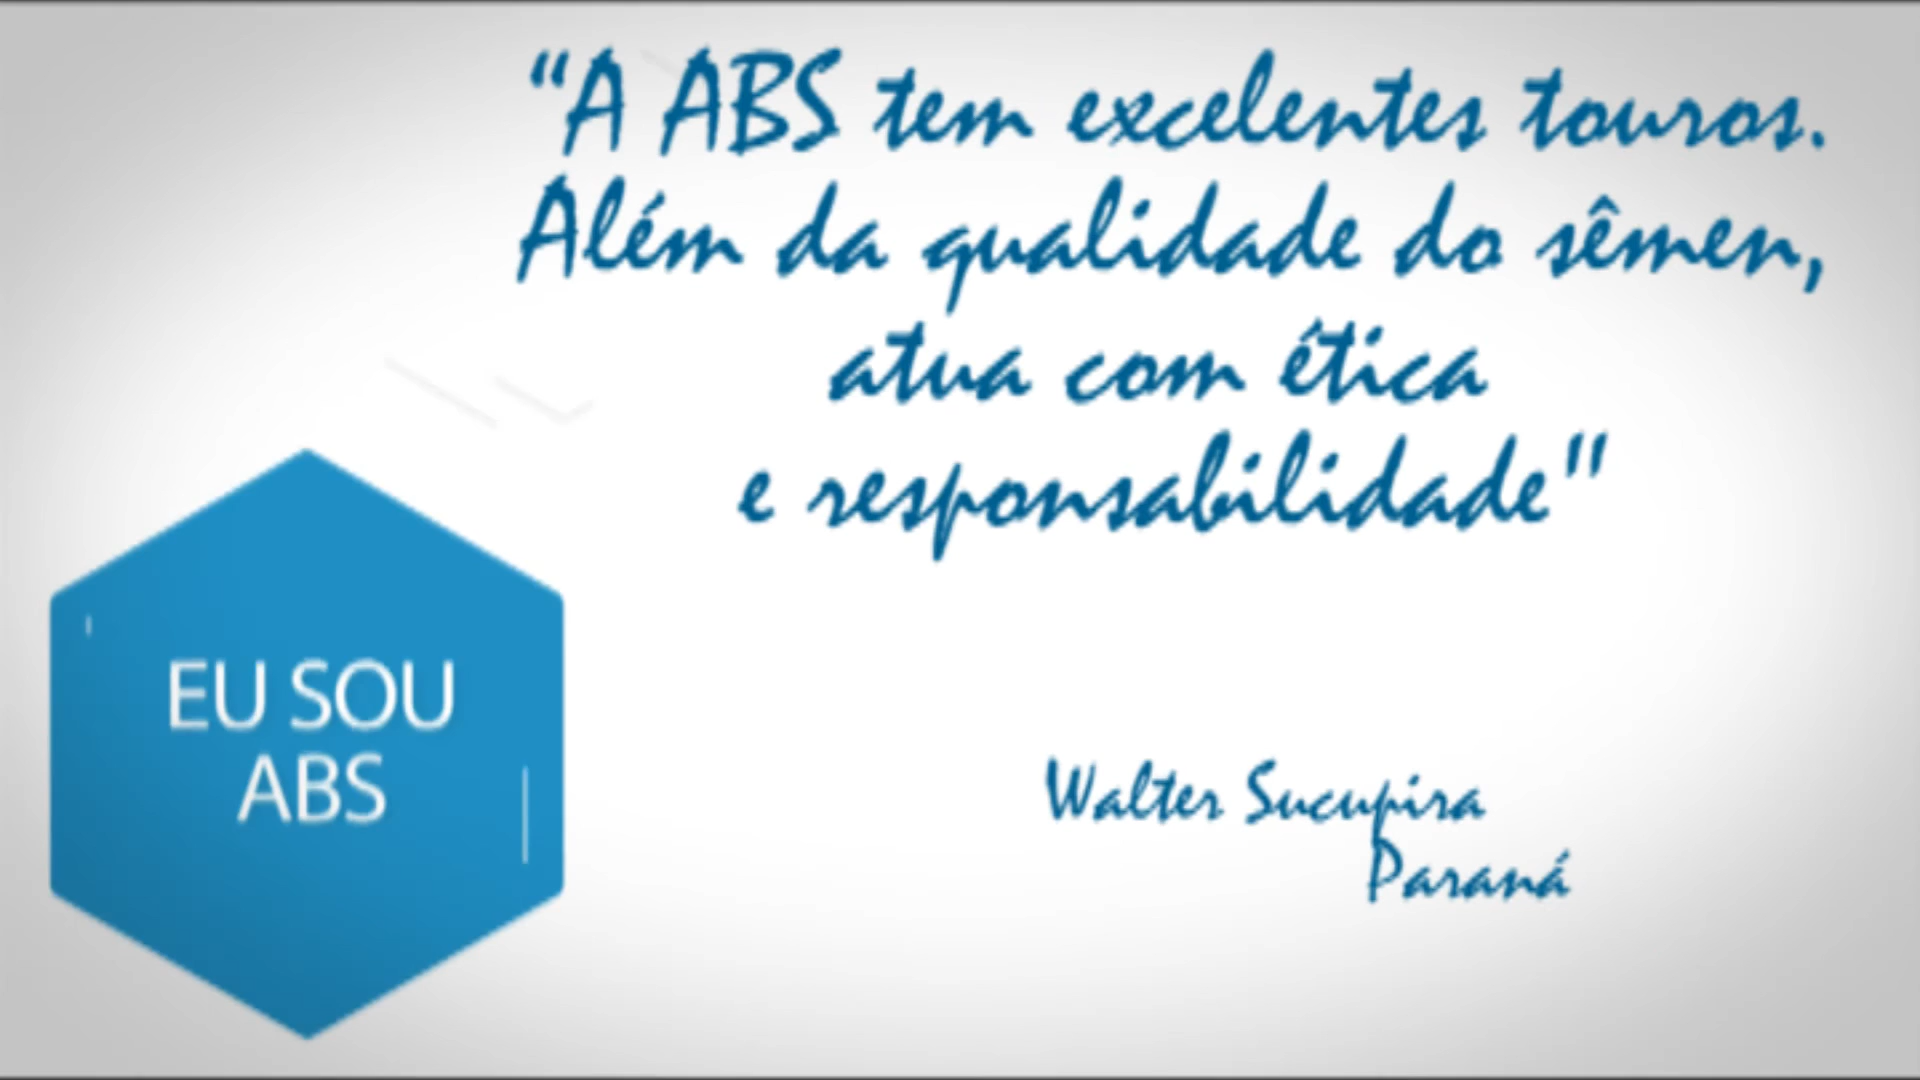 “A ABS tem excelentes touros.
Além da qualidade do sêmen,
atua com ética
e responsabilidade"
EU SOU
ABS
Walter Sucupira
Paraná